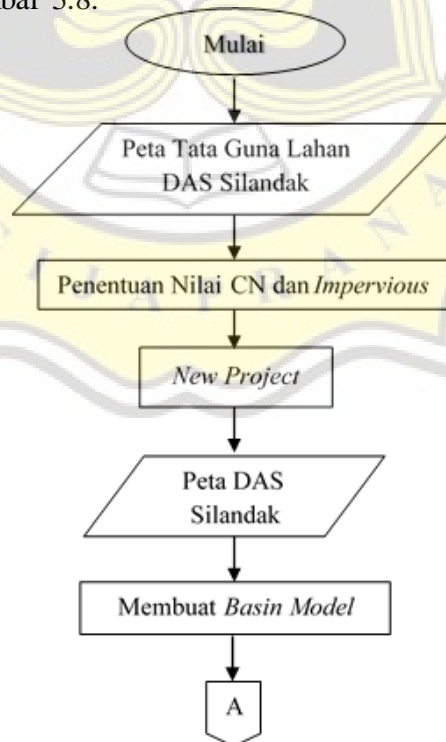 bar 3.8.
Mulai
Peta Tata Guna Lahan
DAS Silandak
Penentuan Nilai CN dan Impervious
New Project
Peta DAS
Silandak
Membuat Basin Model
A